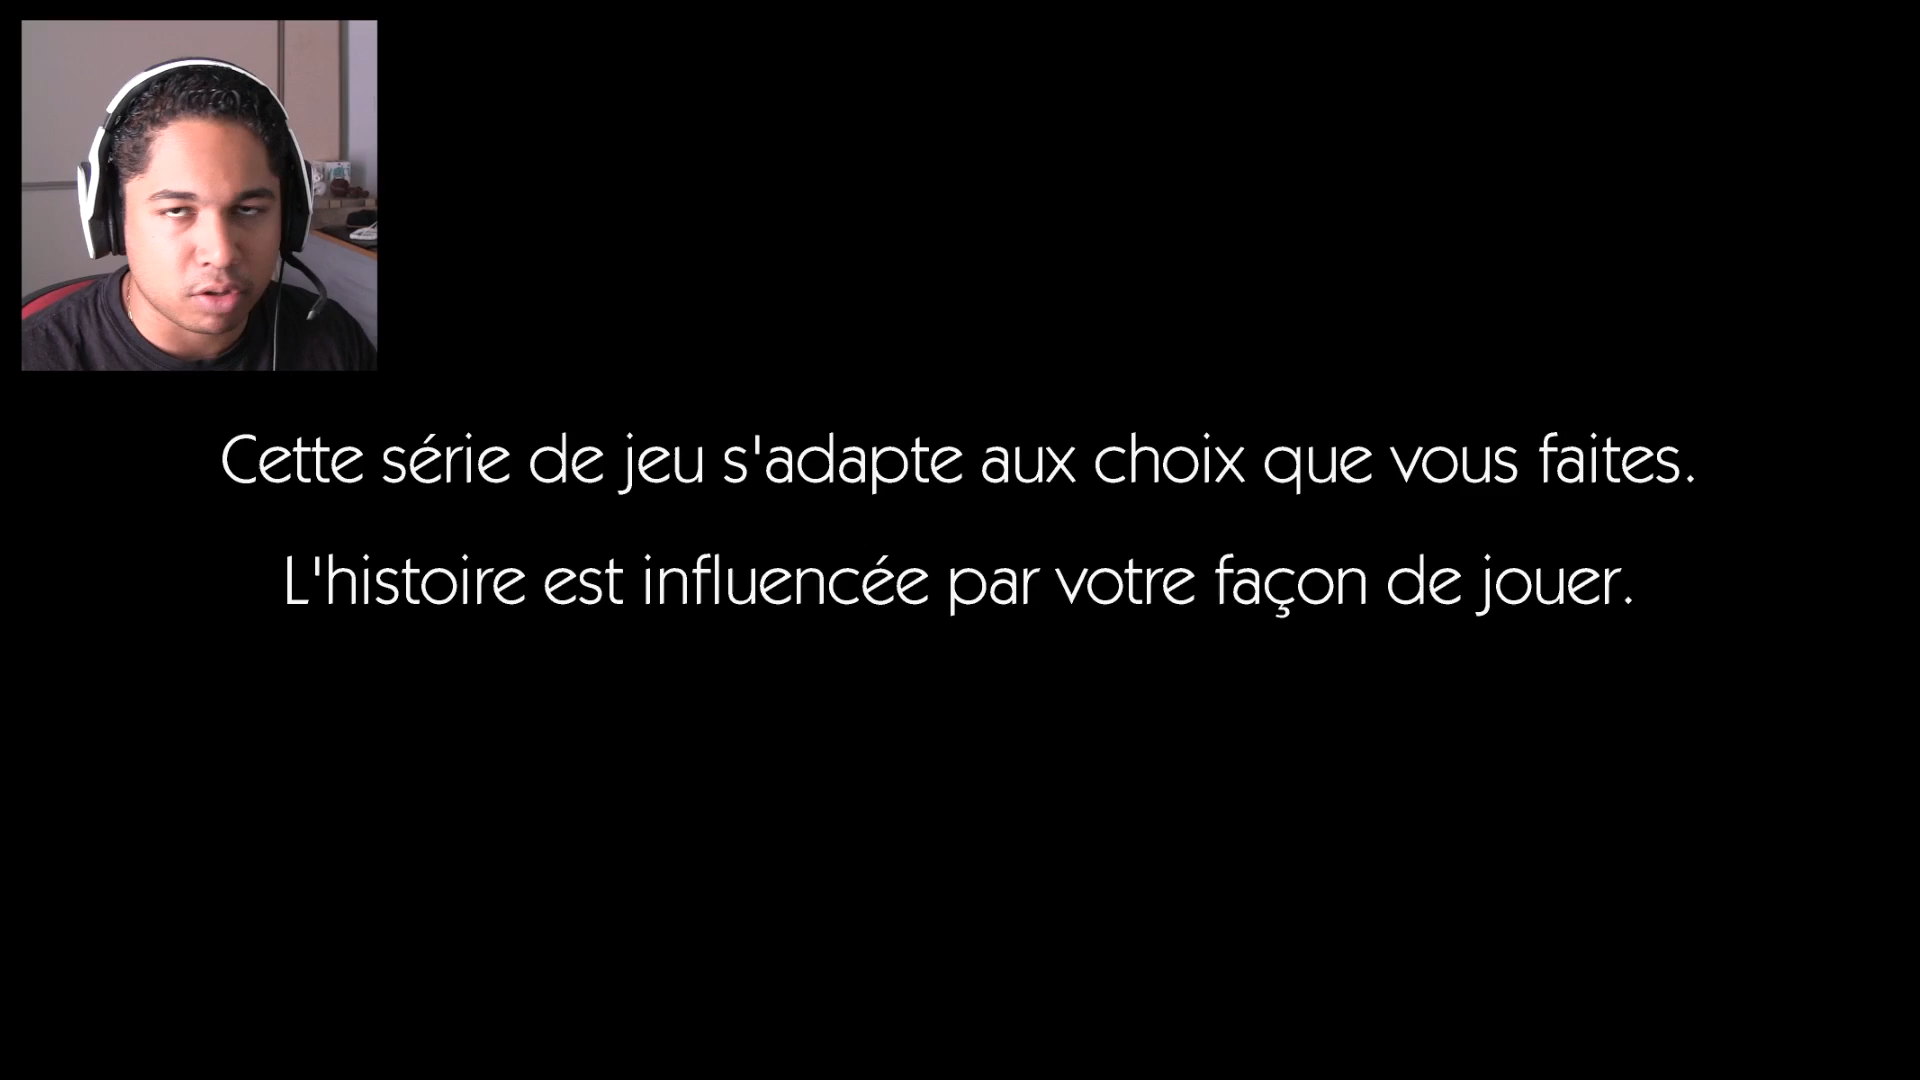 Cette série de jeu s'adapte aux choix que vous faites.
L'histoire est influencée par votre façon de jouer.